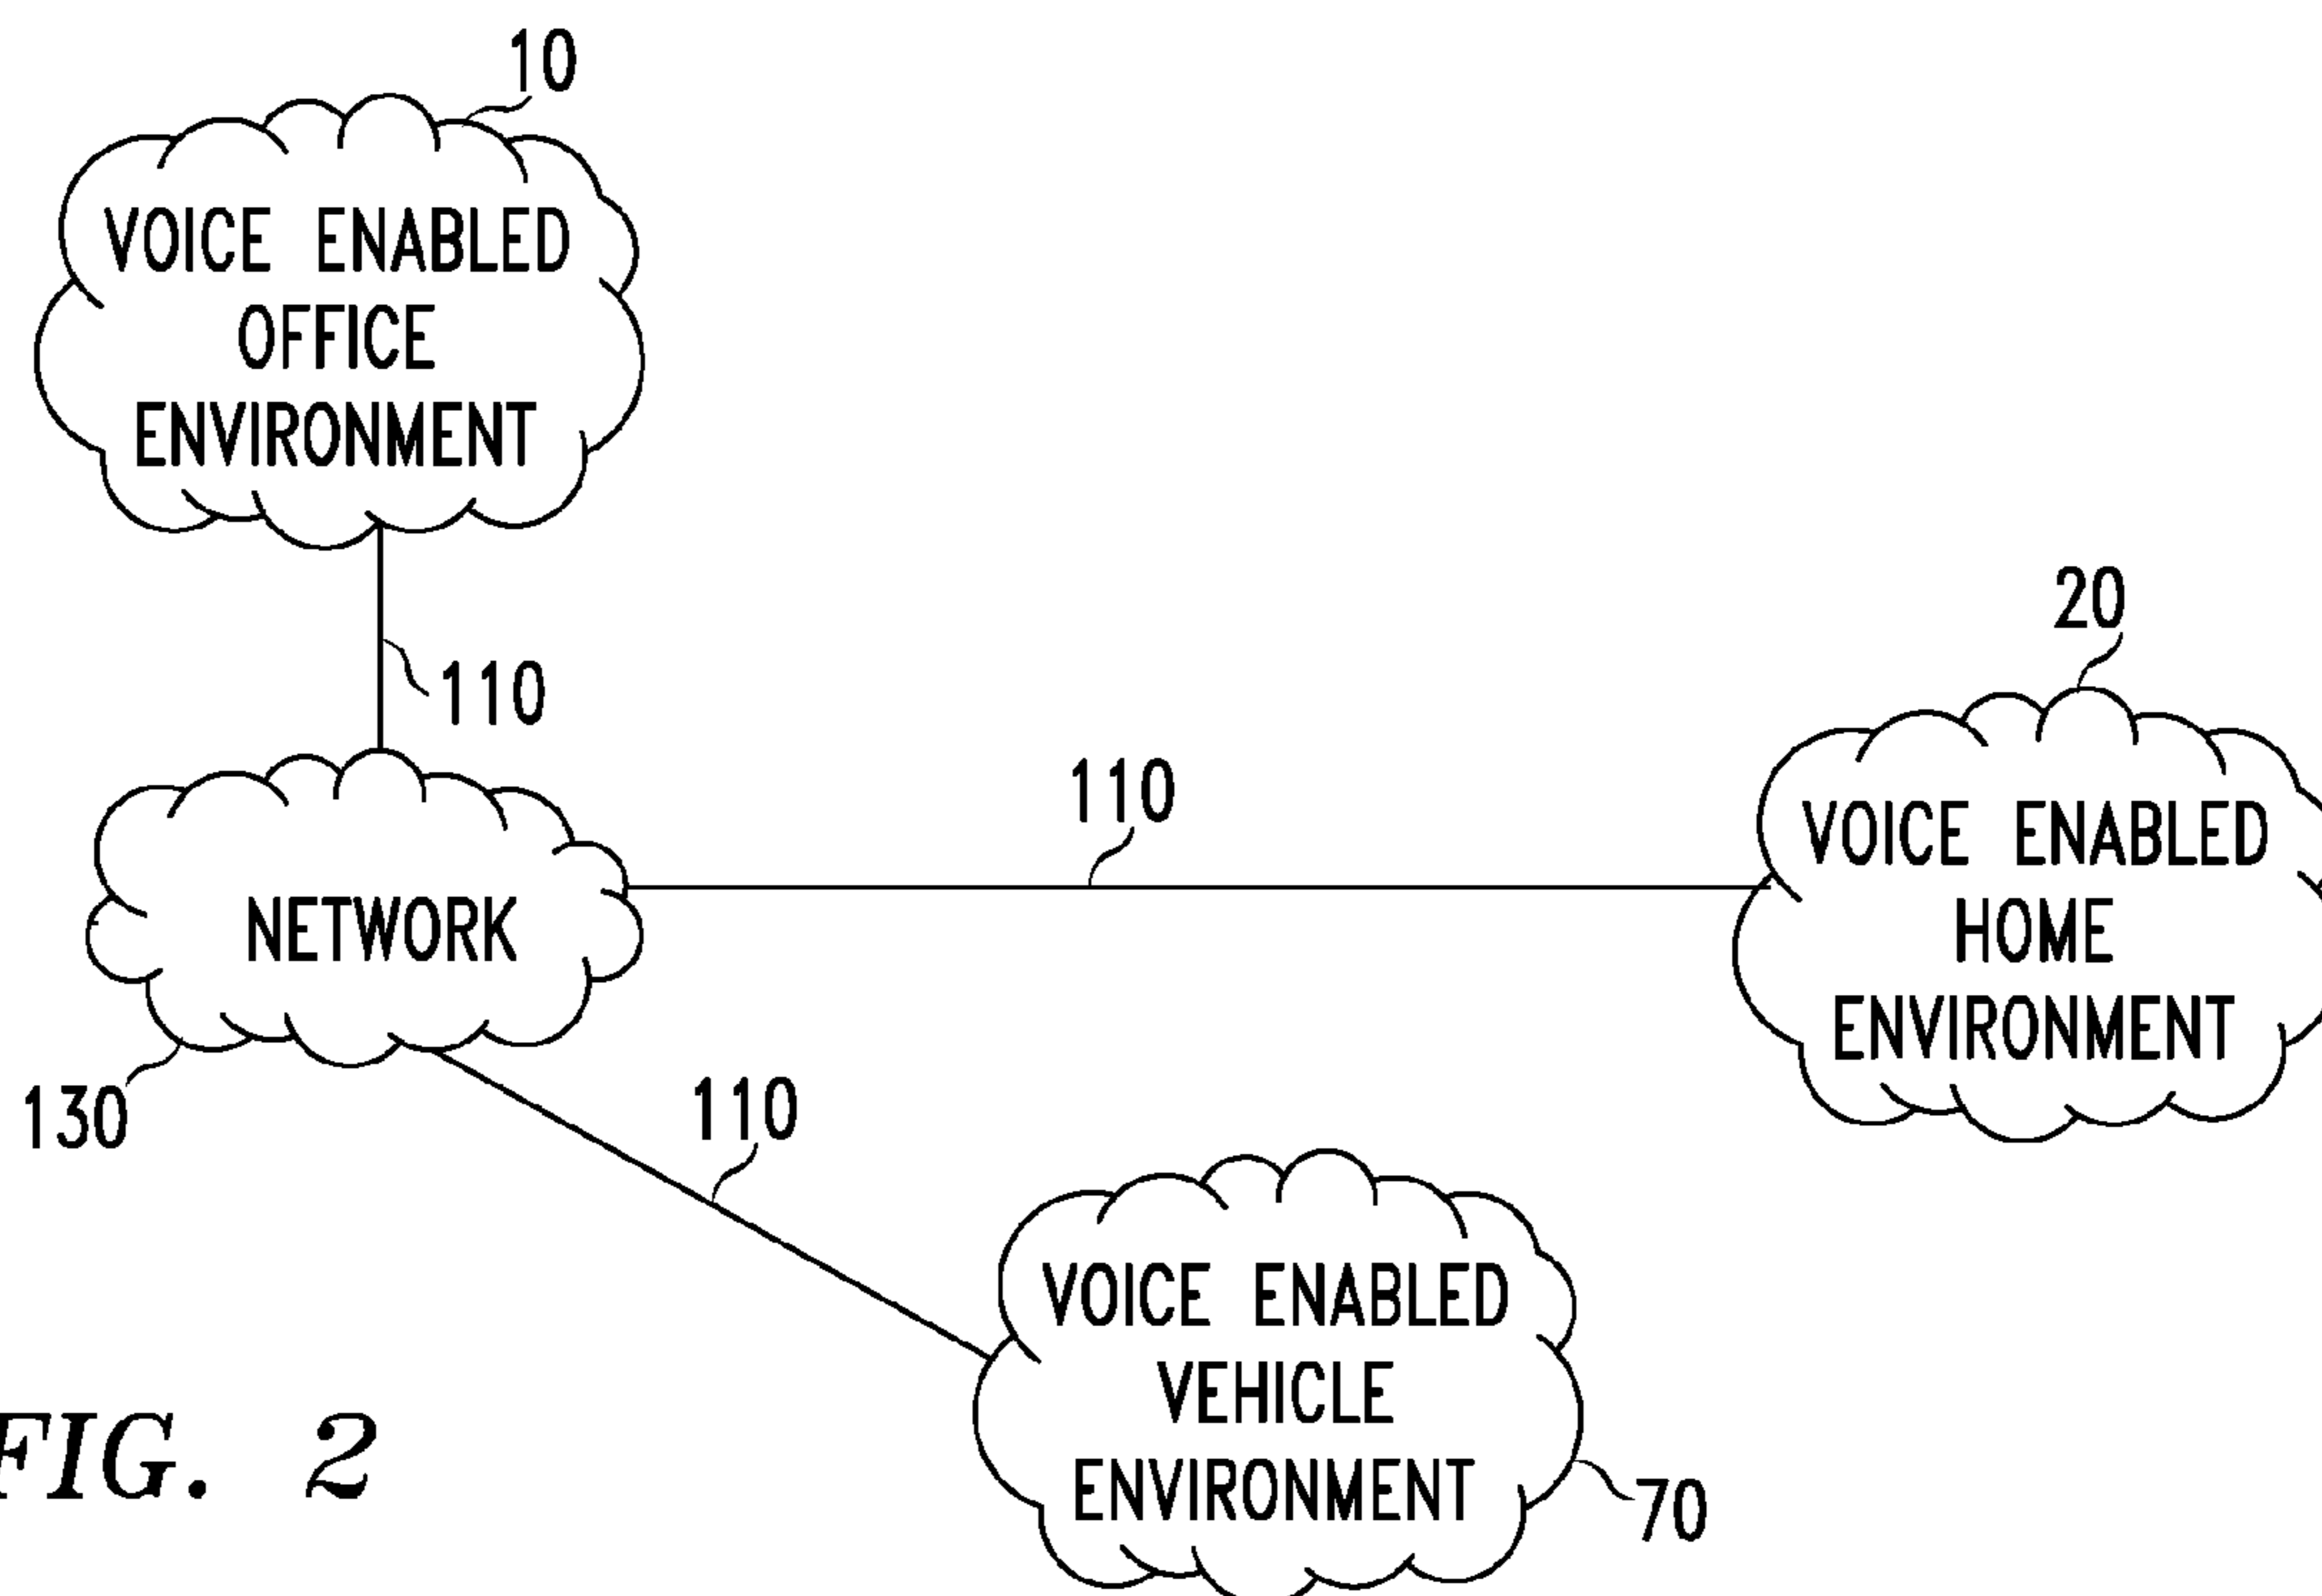 10
VOICE ENABLED
OFFICE
ENVIRONMENT
110
20
110
VOICE ENABLED
HOME
ENVIRONMENT
NETWORK
130
110
VOICE ENABLED
VEHICLE
ENVIRONMENT
70
FIG. 2